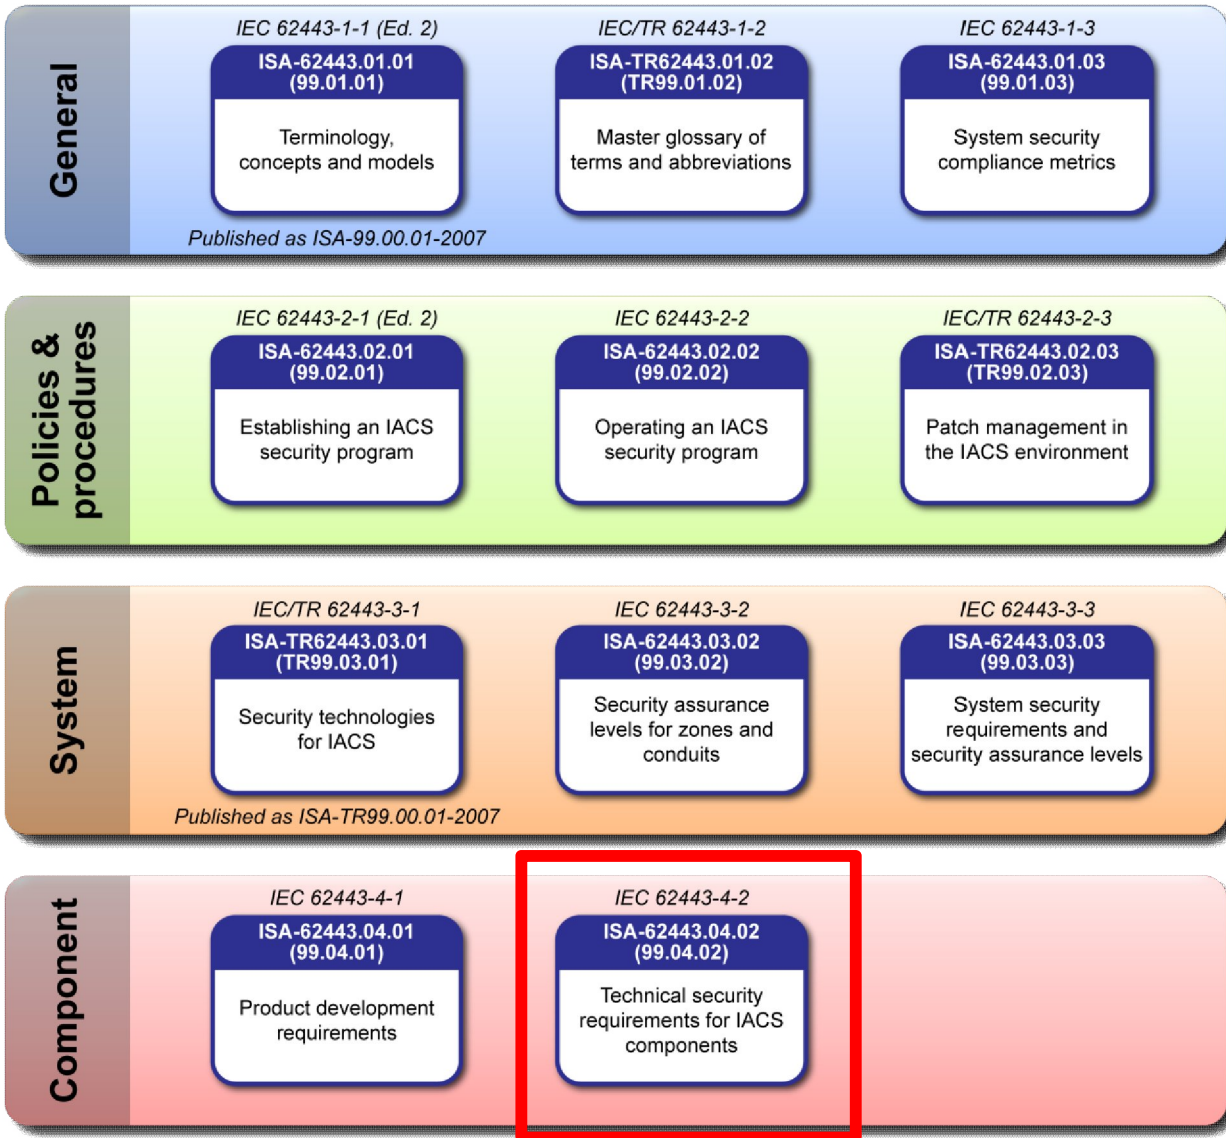 General
IEC 62443-1-1 (Ed. 2)
ISA-62443.01.01
(99.01.01)
Terminology,
concepts and models
Published as ISA-99.00.01-2007
IEC/TR 62443-1-2
ISA-TR62443.01.02
(TR99.01.02)
Master glossary of
terms and abbreviations
IEC 62443-1-3
ISA-62443.01.03
(99.01.03)
System security
compliance metrics
Policies &
procedures
IEC 62443-2-1 (Ed. 2)
ISA-62443.02.01
(99.02.01)
Establishing an IACS
security program
IEC 62443-2-2
ISA-62443.02.02
(99.02.02)
Operating an IACS
security program
IEC/TR 62443-2-3
ISA-TR62443.02.03
(TR99.02.03)
Patch management in
the IACS environment
System
IEC/TR 62443-3-1
ISA-TR62443.03.01
(TR99.03.01)
Security technologies
for IACS
Published as ISA-TR99.00.01-2007
IEC 62443-3-2
ISA-62443.03.02
(99.03.02)
Security assurance
levels for zones and
conduits
IEC 62443-3-3
ISA-62443.03.03
(99.03.03)
System security
requirements and
security assurance levels
Component
IEC 62443-4-1
ISA-62443.04.01
(99.04.01)
Product development
requirements
IEC 62443-4-2
ISA-62443.04.02
(99.04.02)
Technical security
requirements for IACS
components